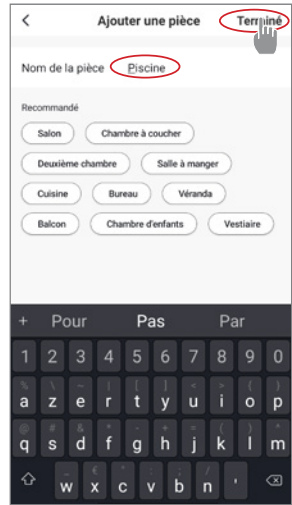 Ajouter une pièce Terminé
Nom de la pièce Piscine
Recommandé
Salon Chambre à coucher
Deuxième chambre Salle à manger
Cuisine Bureau Véranda
Balcon Chambre d'enfants Vestiaire
+ Pour Pas Par
1 2 3 4 5 6 7 8 9 0
a z e r t y u i o p
q s d f g h j k l m
w x c v b n '